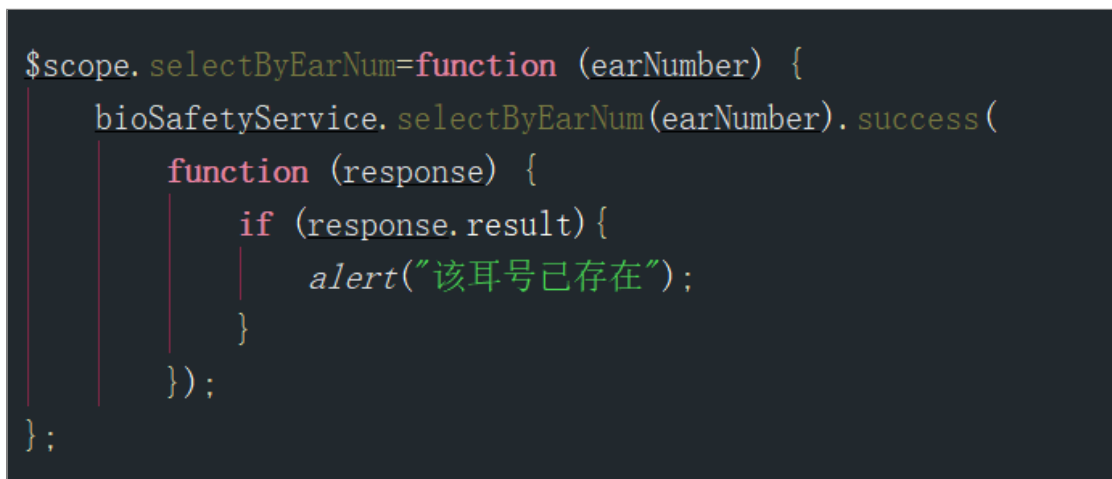 $scope.selectByEarNum=function (earNumber) {
    bioSafetyService.selectByEarNum(earNumber).success(
        function (response) {
            if (response.result){
                alert("该耳号已存在");
            }
        });
};